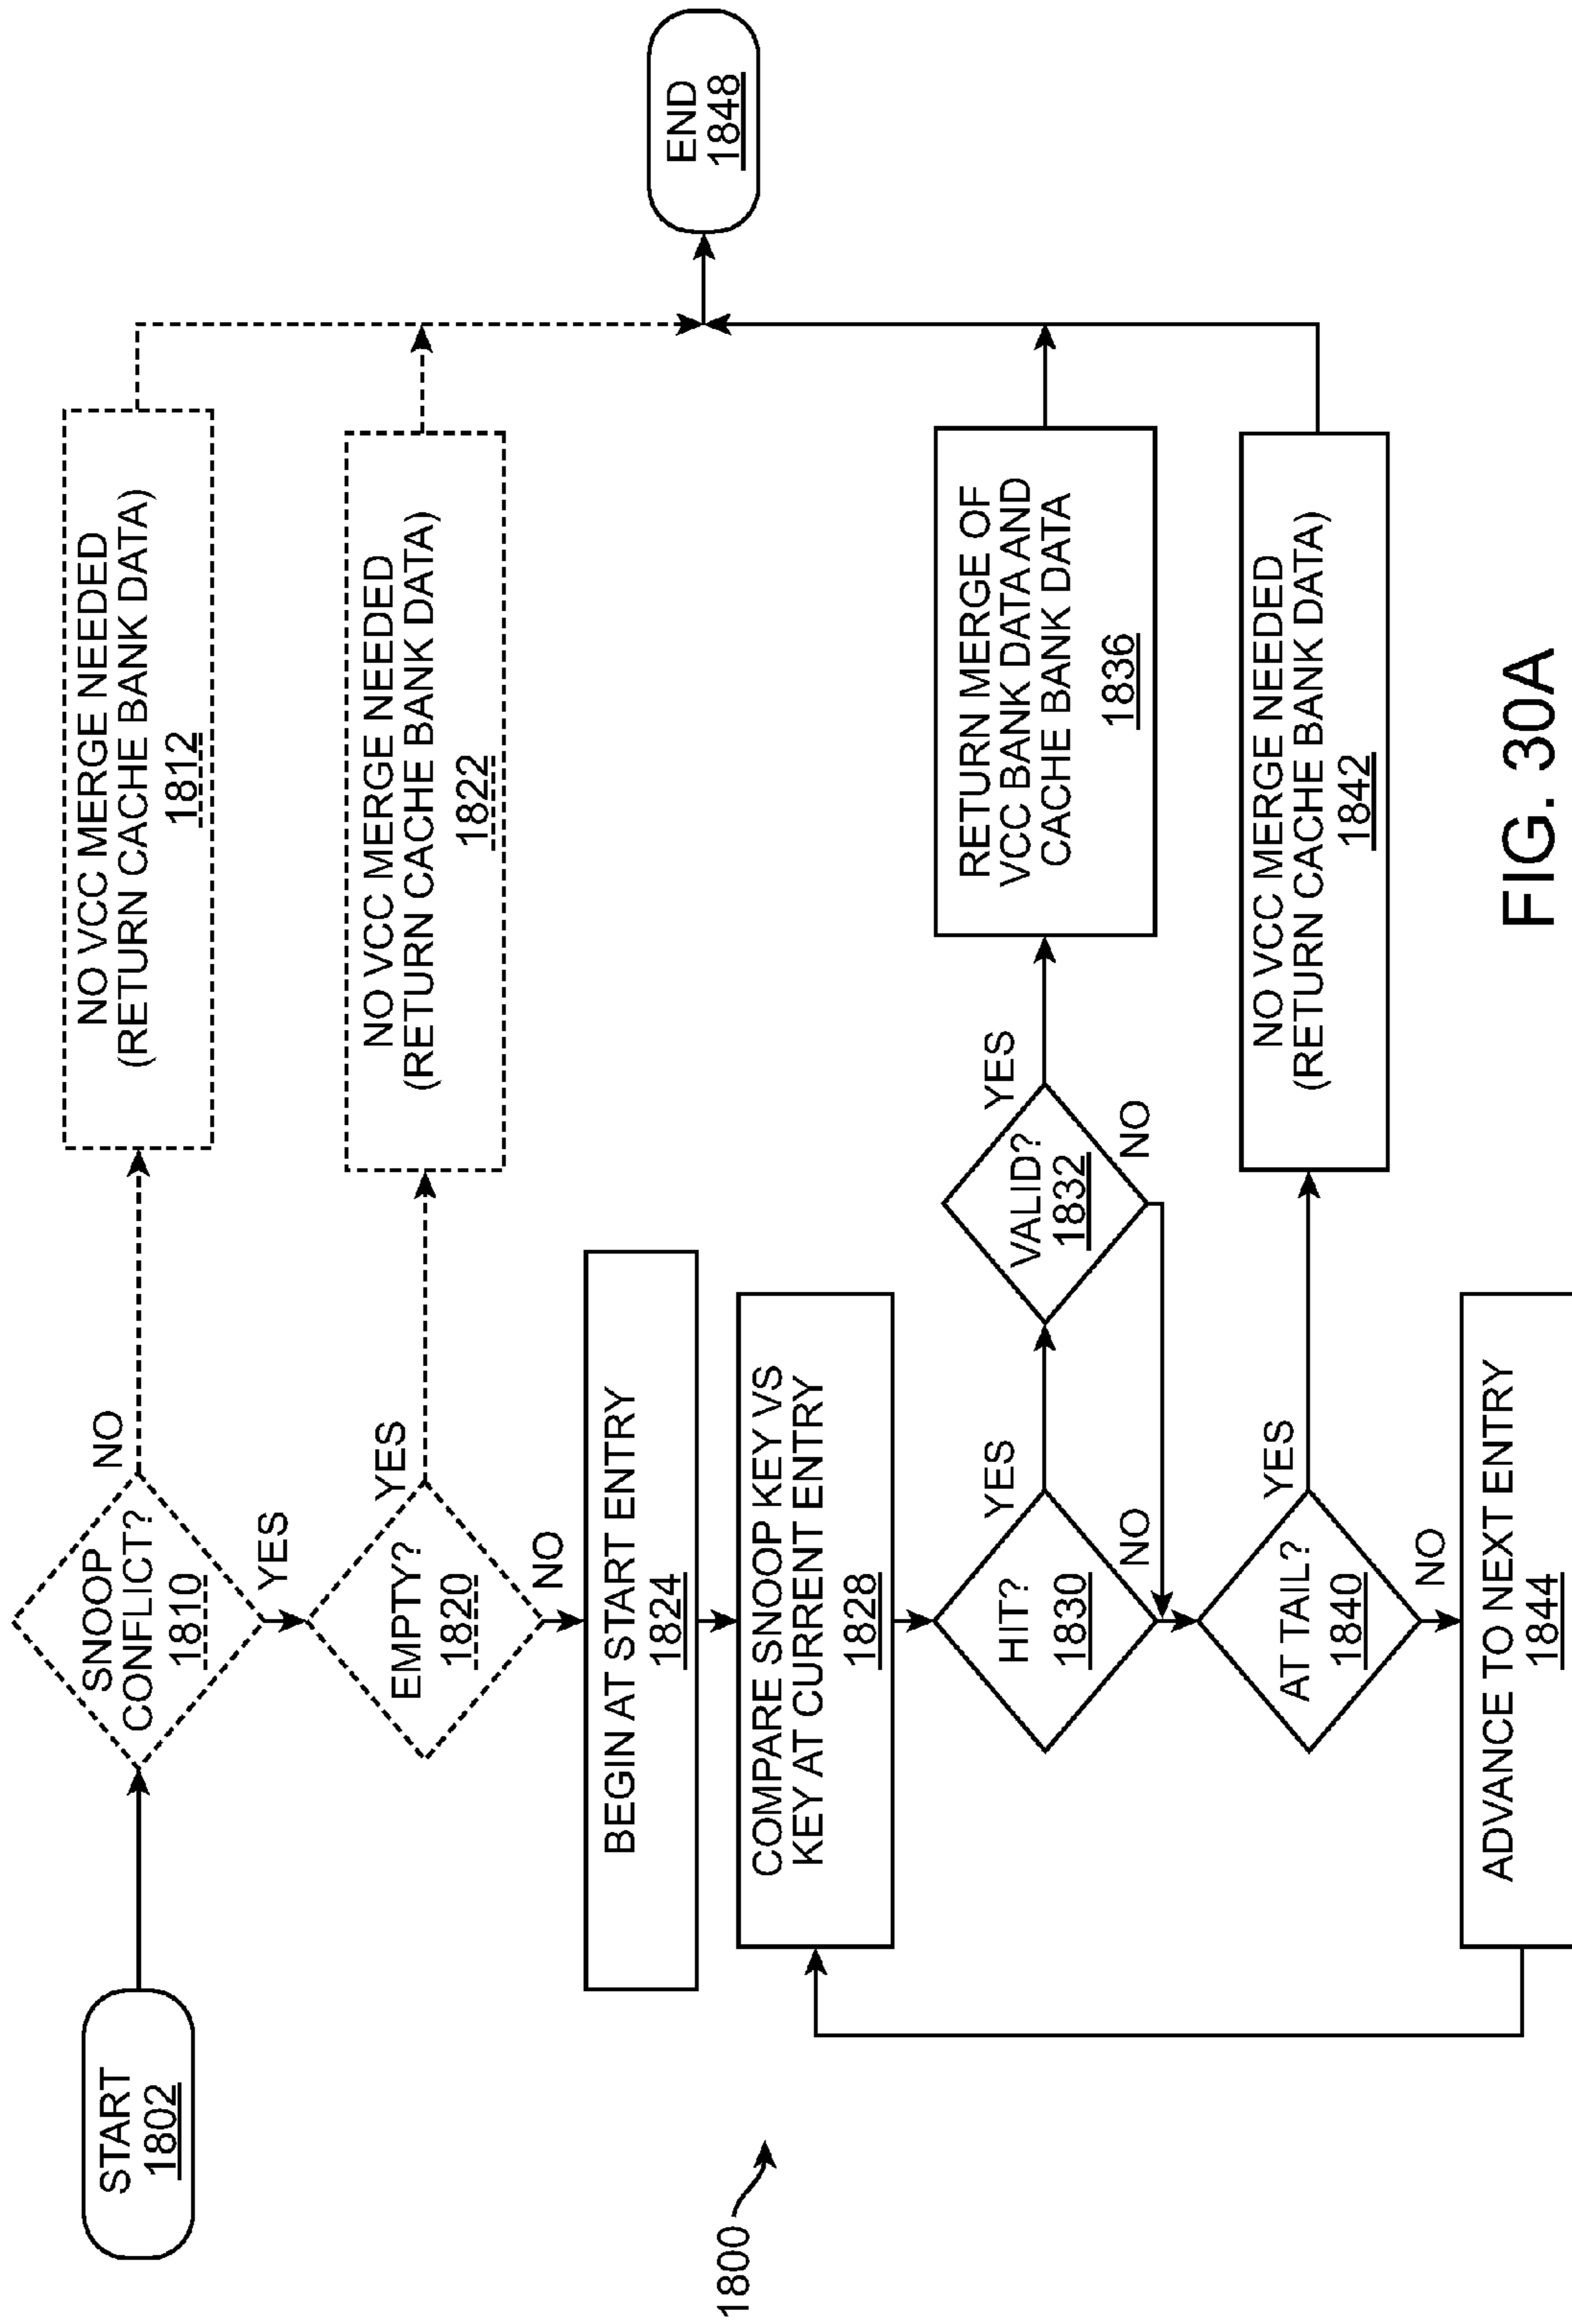 START
1802
SNOOP
CONFLICT?
1810
NO
NO VCC MERGE NEEDED
(RETURN CACHE BANK DATA)
1812
YES
EMPTY?
1820
YES
NO VCC MERGE NEEDED
(RETURN CACHE BANK DATA)
1822
NO
BEGIN AT START ENTRY
1824
COMPARE SNOOP KEY VS
KEY AT CURRENT ENTRY
1828
HIT?
1830
YES
VALID?
1832
YES
RETURN MERGE OF
VCC BANK DATA AND
CACHE BANK DATA
1836
NO
NO
AT TAIL?
1840
YES
NO VCC MERGE NEEDED
(RETURN CACHE BANK DATA)
1842
NO
ADVANCE TO NEXT ENTRY
1844
END
1848
1800
FIG. 30A